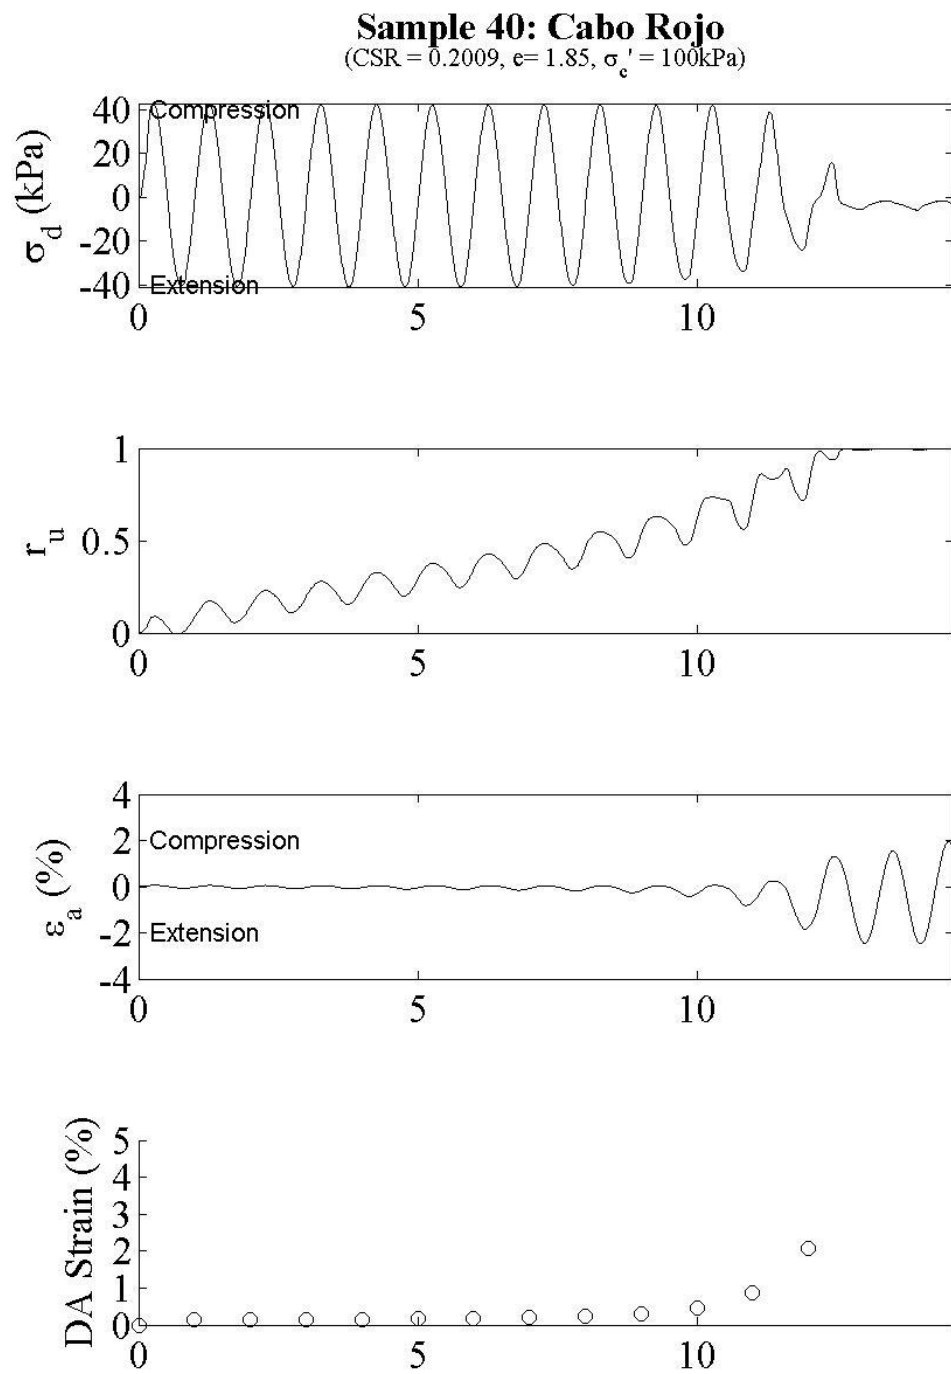 Sample 40: Cabo Rojo
(CSR = 0.2009, e= 1.85, σc' = 100kPa)
σd (kPa)
40
20
0
-20
-40
Compression
Extension
0 5 10
ru
1
0.5
0
0 5 10
εa (%)
4
2
0
-2
-4
Compression
Extension
0 5 10
DA Strain (%)
5
4
3
2
1
0
0 5 10